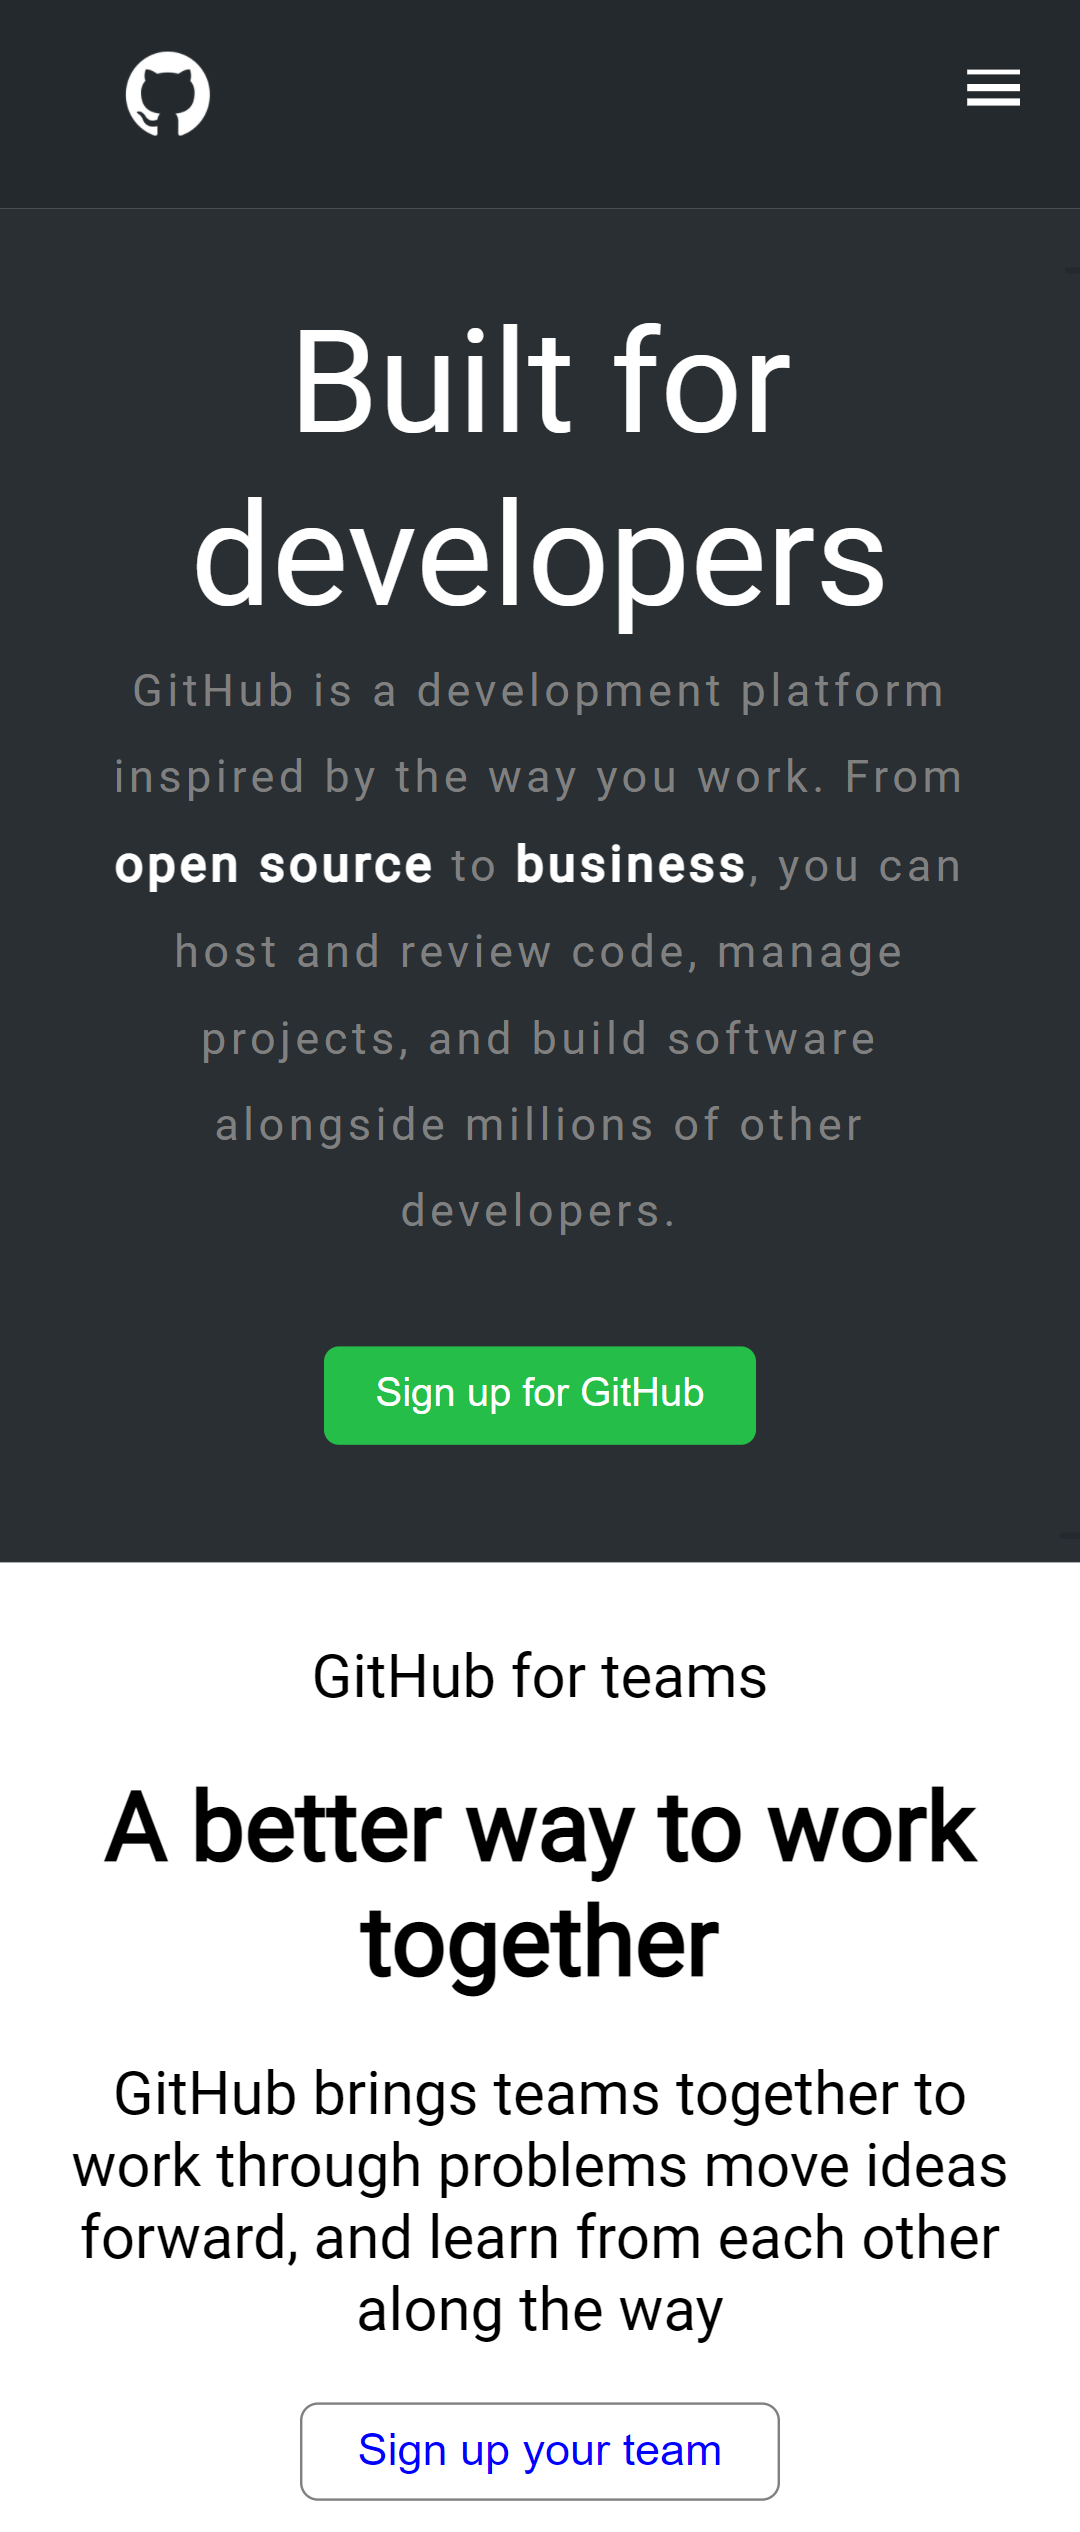 Built for
developers
GitHub is a development platform
inspired by the way you work. From
open source to business, you can
host and review code, manage
projects, and build software
alongside millions of other
developers.
Sign up for GitHub
GitHub for teams
A better way to work
together
GitHub brings teams together to
work through problems move ideas
forward, and learn from each other
along the way
Sign up your team